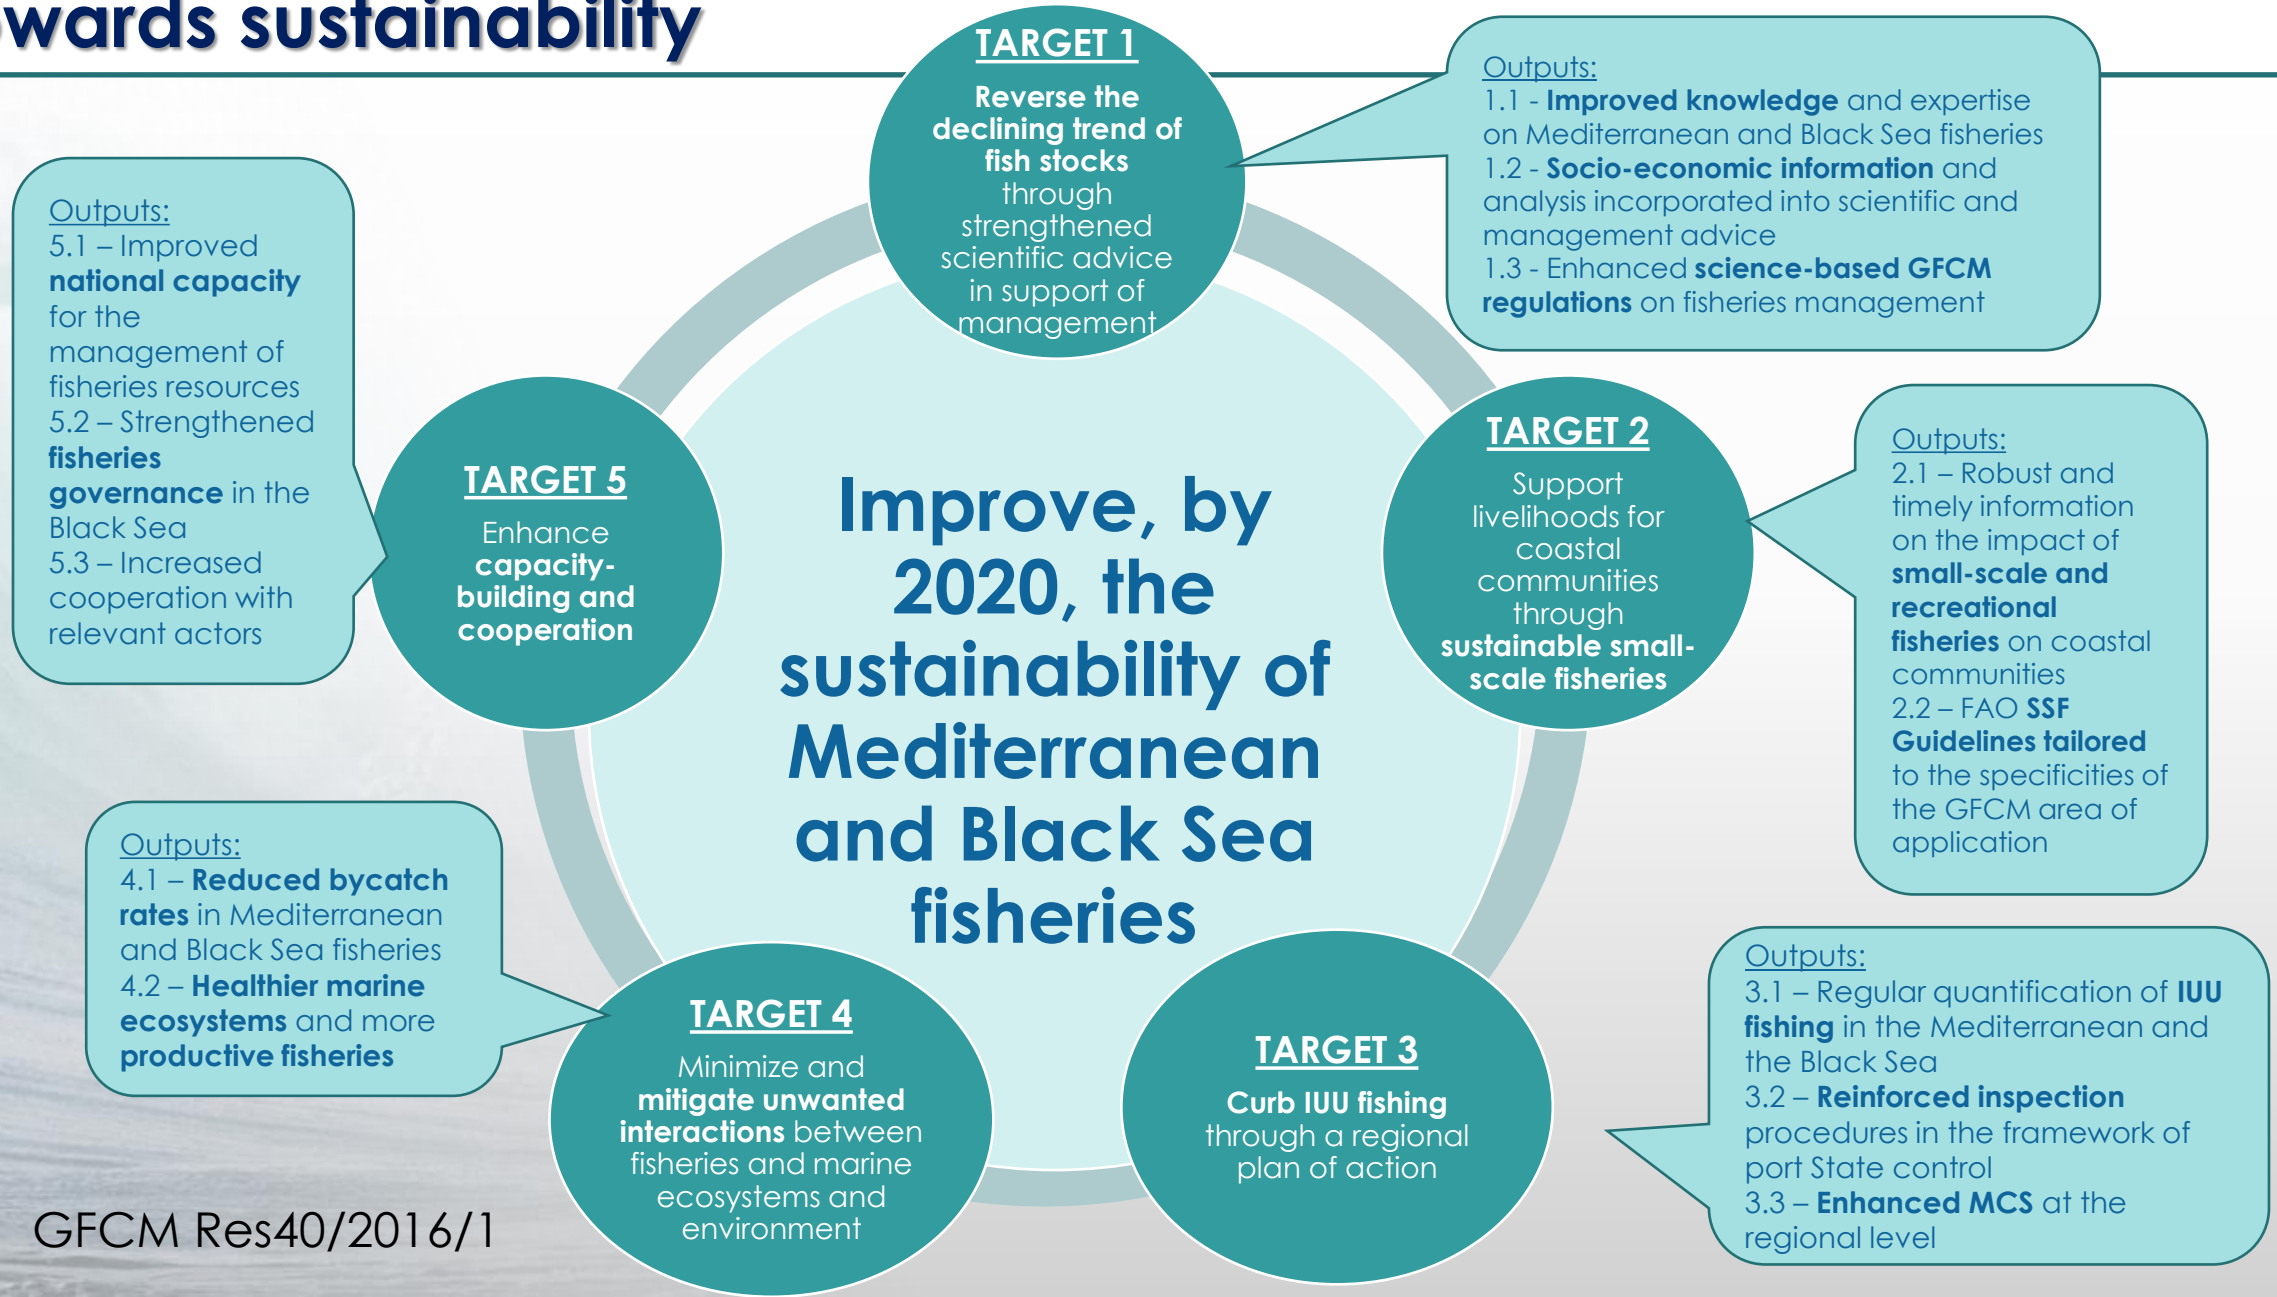 wards sustainability
TARGET 1
Reverse the
declining trend of
fish stocks
through
strengthened
scientific advice
in support of
management
Outputs:
1.1 - Improved knowledge and expertise
on Mediterranean and Black Sea fisheries
1.2 - Socio-economic information and
analysis incorporated into scientific and
management advice
1.3 - Enhanced science-based GFCM
regulations on fisheries management
TARGET 2
Support
livelihoods for
coastal
communities
through
sustainable small-
scale fisheries
Outputs:
2.1 – Robust and
timely information
on the impact of
small-scale and
recreational
fisheries on coastal
communities
2.2 – FAO SSF
Guidelines tailored
to the specificities of
the GFCM area of
application
TARGET 3
Curb IUU fishing
through a regional
plan of action
Outputs:
3.1 – Regular quantification of IUU
fishing in the Mediterranean and
the Black Sea
3.2 – Reinforced inspection
procedures in the framework of
port State control
3.3 – Enhanced MCS at the
regional level
TARGET 4
Minimize and
mitigate unwanted
interactions between
fisheries and marine
ecosystems and
environment
Outputs:
4.1 – Reduced bycatch
rates in Mediterranean
and Black Sea fisheries
4.2 – Healthier marine
ecosystems and more
productive fisheries
TARGET 5
Enhance
capacity-
building and
cooperation
Outputs:
5.1 – Improved
national capacity
for the
management of
fisheries resources
5.2 – Strengthened
fisheries
governance in the
Black Sea
5.3 – Increased
cooperation with
relevant actors
Improve, by
2020, the
sustainability of
Mediterranean
and Black Sea
fisheries
GFCM Res40/2016/1